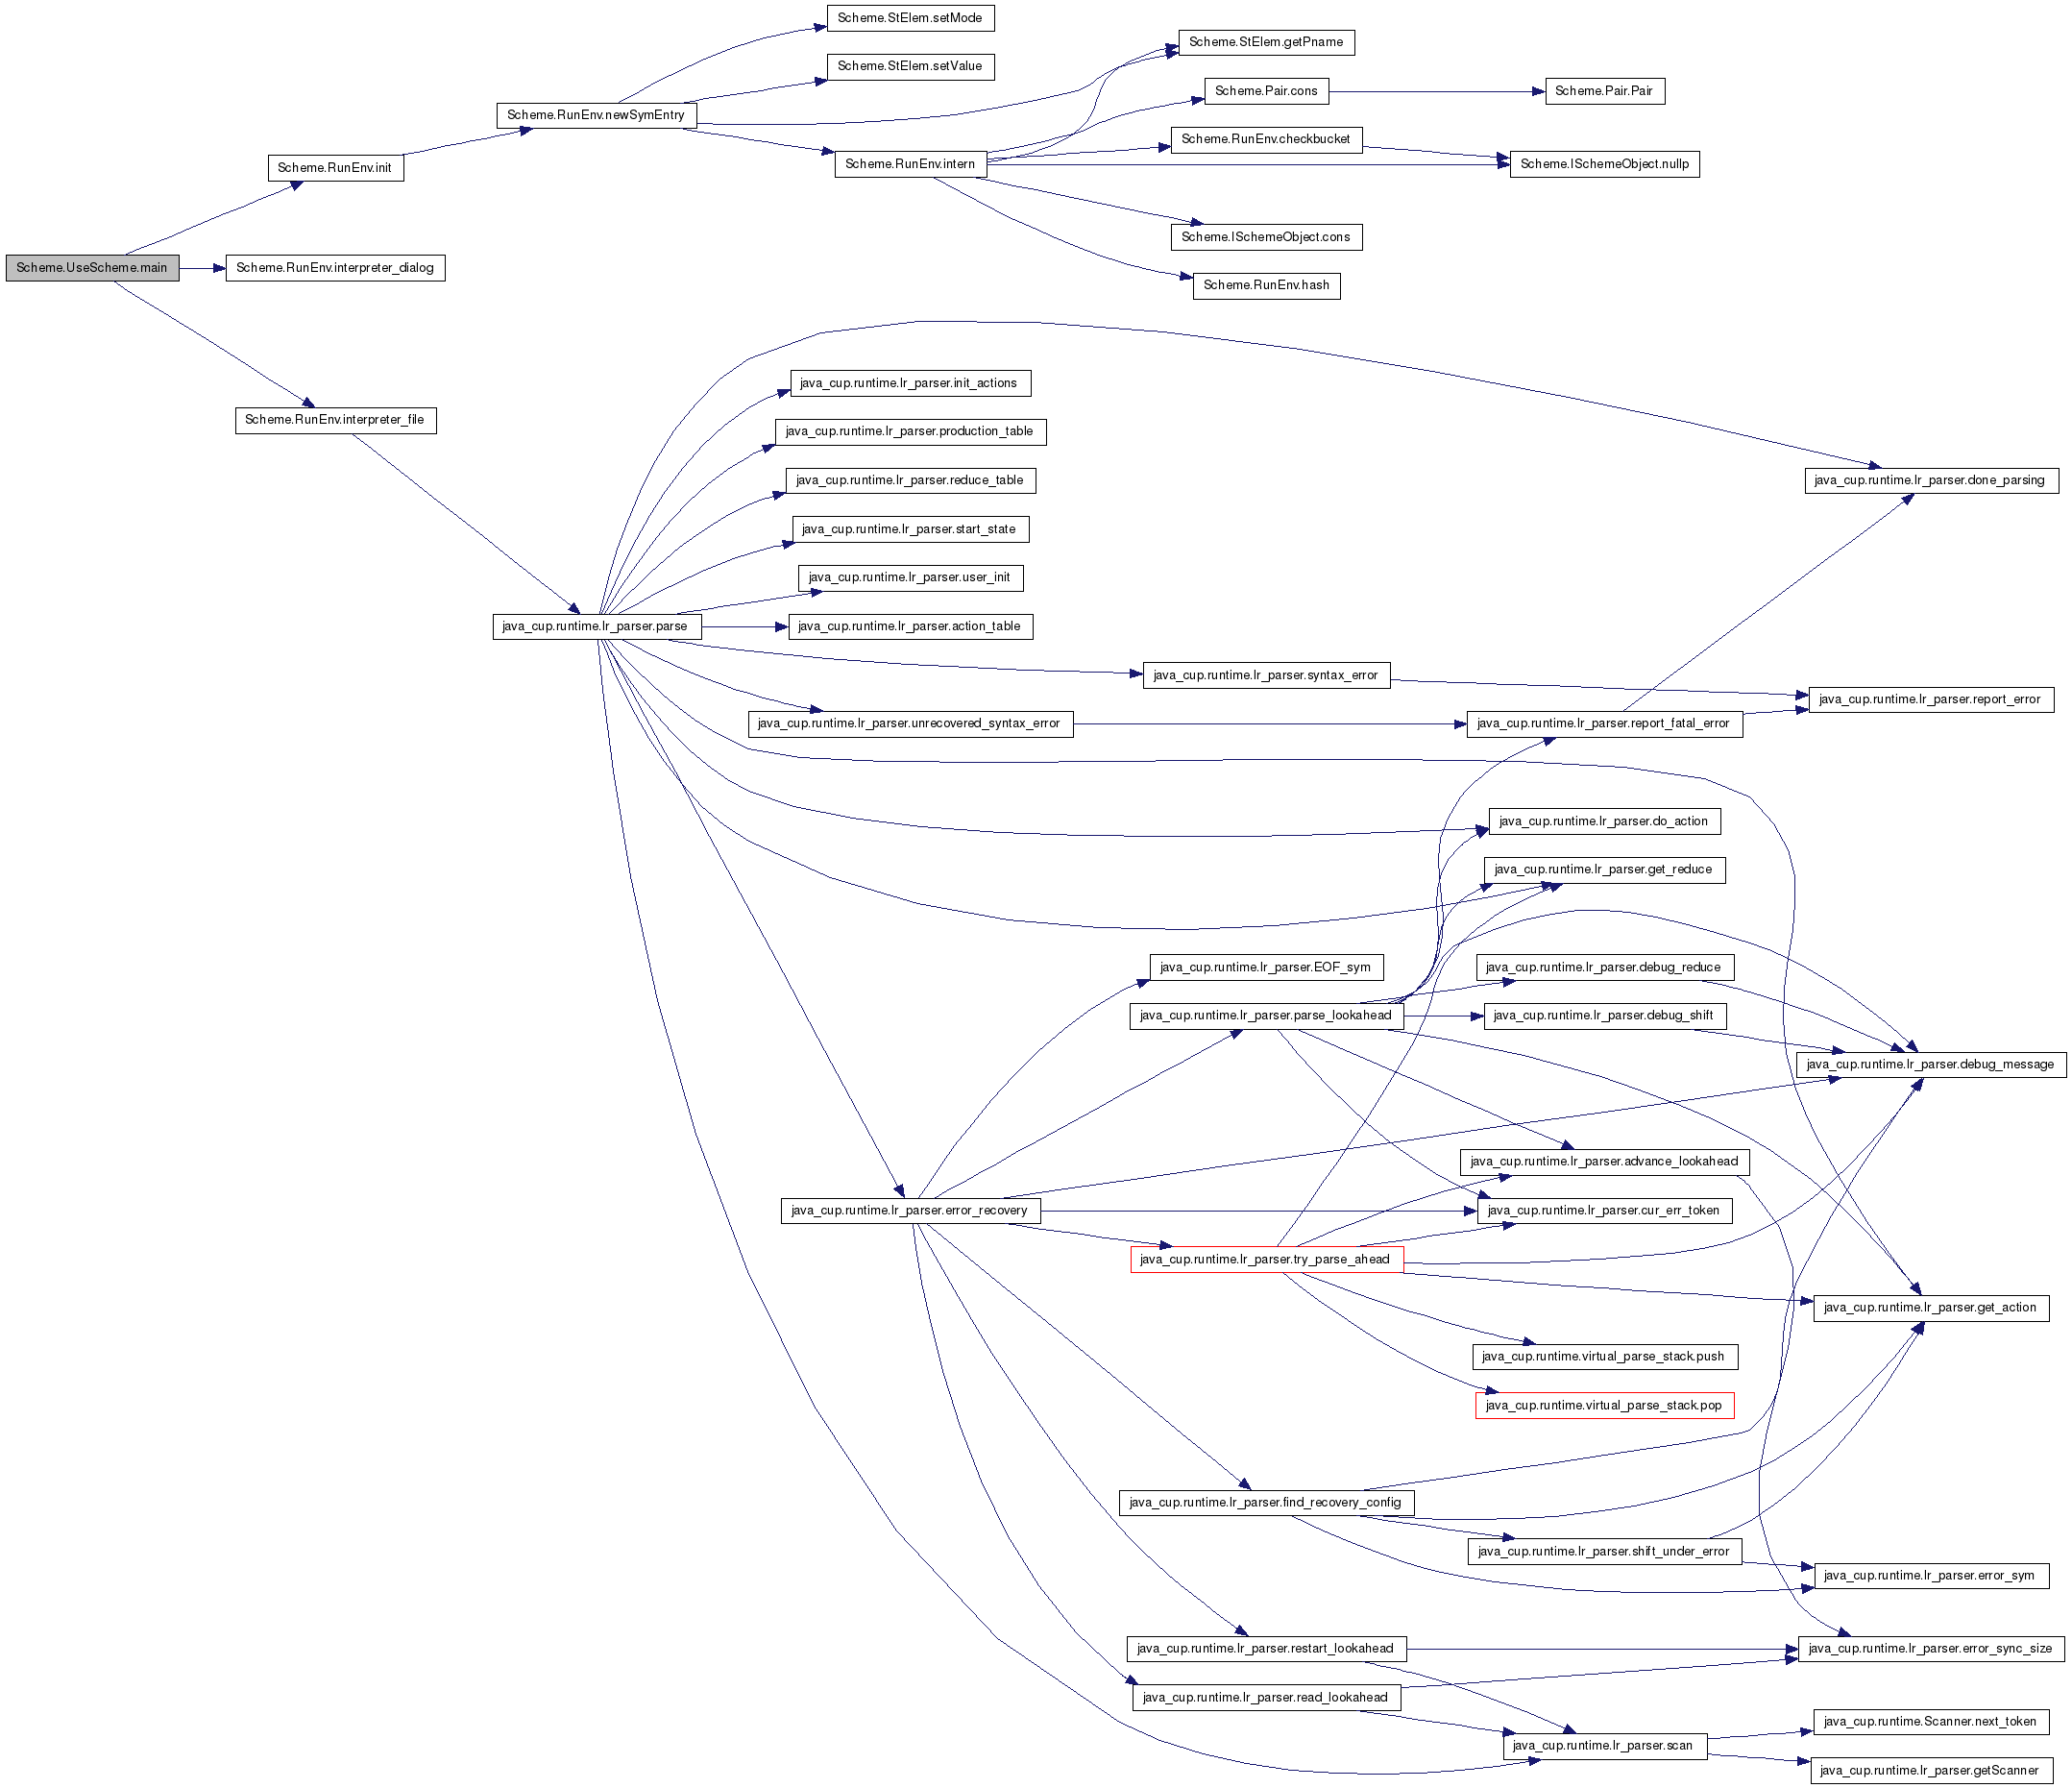 Scheme.StElem.setMode
Scheme.StElem.getPname
Scheme.StElem.setValue
Scheme.Pair.cons
Scheme.Pair.Pair
Scheme.RunEnv.newSymEntry
Scheme.RunEnv.checkbucket
Scheme.RunEnv.init
Scheme.RunEnv.intern
Scheme.ISchemeObject.nullp
Scheme.ISchemeObject.cons
Scheme.UseScheme.main
Scheme.RunEnv.interpreter_dialog
Scheme.RunEnv.hash
java_cup.runtime.lr_parser.init_actions
Scheme.RunEnv.interpreter_file
java_cup.runtime.lr_parser.production_table
java_cup.runtime.lr_parser.reduce_table
java_cup.runtime.lr_parser.done_parsing
java_cup.runtime.lr_parser.start_state
java_cup.runtime.lr_parser.user_init
java_cup.runtime.lr_parser.parse
java_cup.runtime.lr_parser.action_table
java_cup.runtime.lr_parser.syntax_error
java_cup.runtime.lr_parser.report_error
java_cup.runtime.lr_parser.unrecovered_syntax_error
java_cup.runtime.lr_parser.report_fatal_error
java_cup.runtime.lr_parser.do_action
java_cup.runtime.lr_parser.get_reduce
java_cup.runtime.lr_parser.EOF_sym
java_cup.runtime.lr_parser.debug_reduce
java_cup.runtime.lr_parser.parse_lookahead
java_cup.runtime.lr_parser.debug_shift
java_cup.runtime.lr_parser.debug_message
java_cup.runtime.lr_parser.advance_lookahead
java_cup.runtime.lr_parser.error_recovery
java_cup.runtime.lr_parser.cur_err_token
java_cup.runtime.lr_parser.try_parse_ahead
java_cup.runtime.lr_parser.get_action
java_cup.runtime.virtual_parse_stack.push
java_cup.runtime.virtual_parse_stack.pop
java_cup.runtime.lr_parser.find_recovery_config
java_cup.runtime.lr_parser.shift_under_error
java_cup.runtime.lr_parser.error_sym
java_cup.runtime.lr_parser.restart_lookahead
java_cup.runtime.lr_parser.error_sync_size
java_cup.runtime.lr_parser.read_lookahead
java_cup.runtime.Scanner.next_token
java_cup.runtime.lr_parser.scan
java_cup.runtime.lr_parser.getScanner